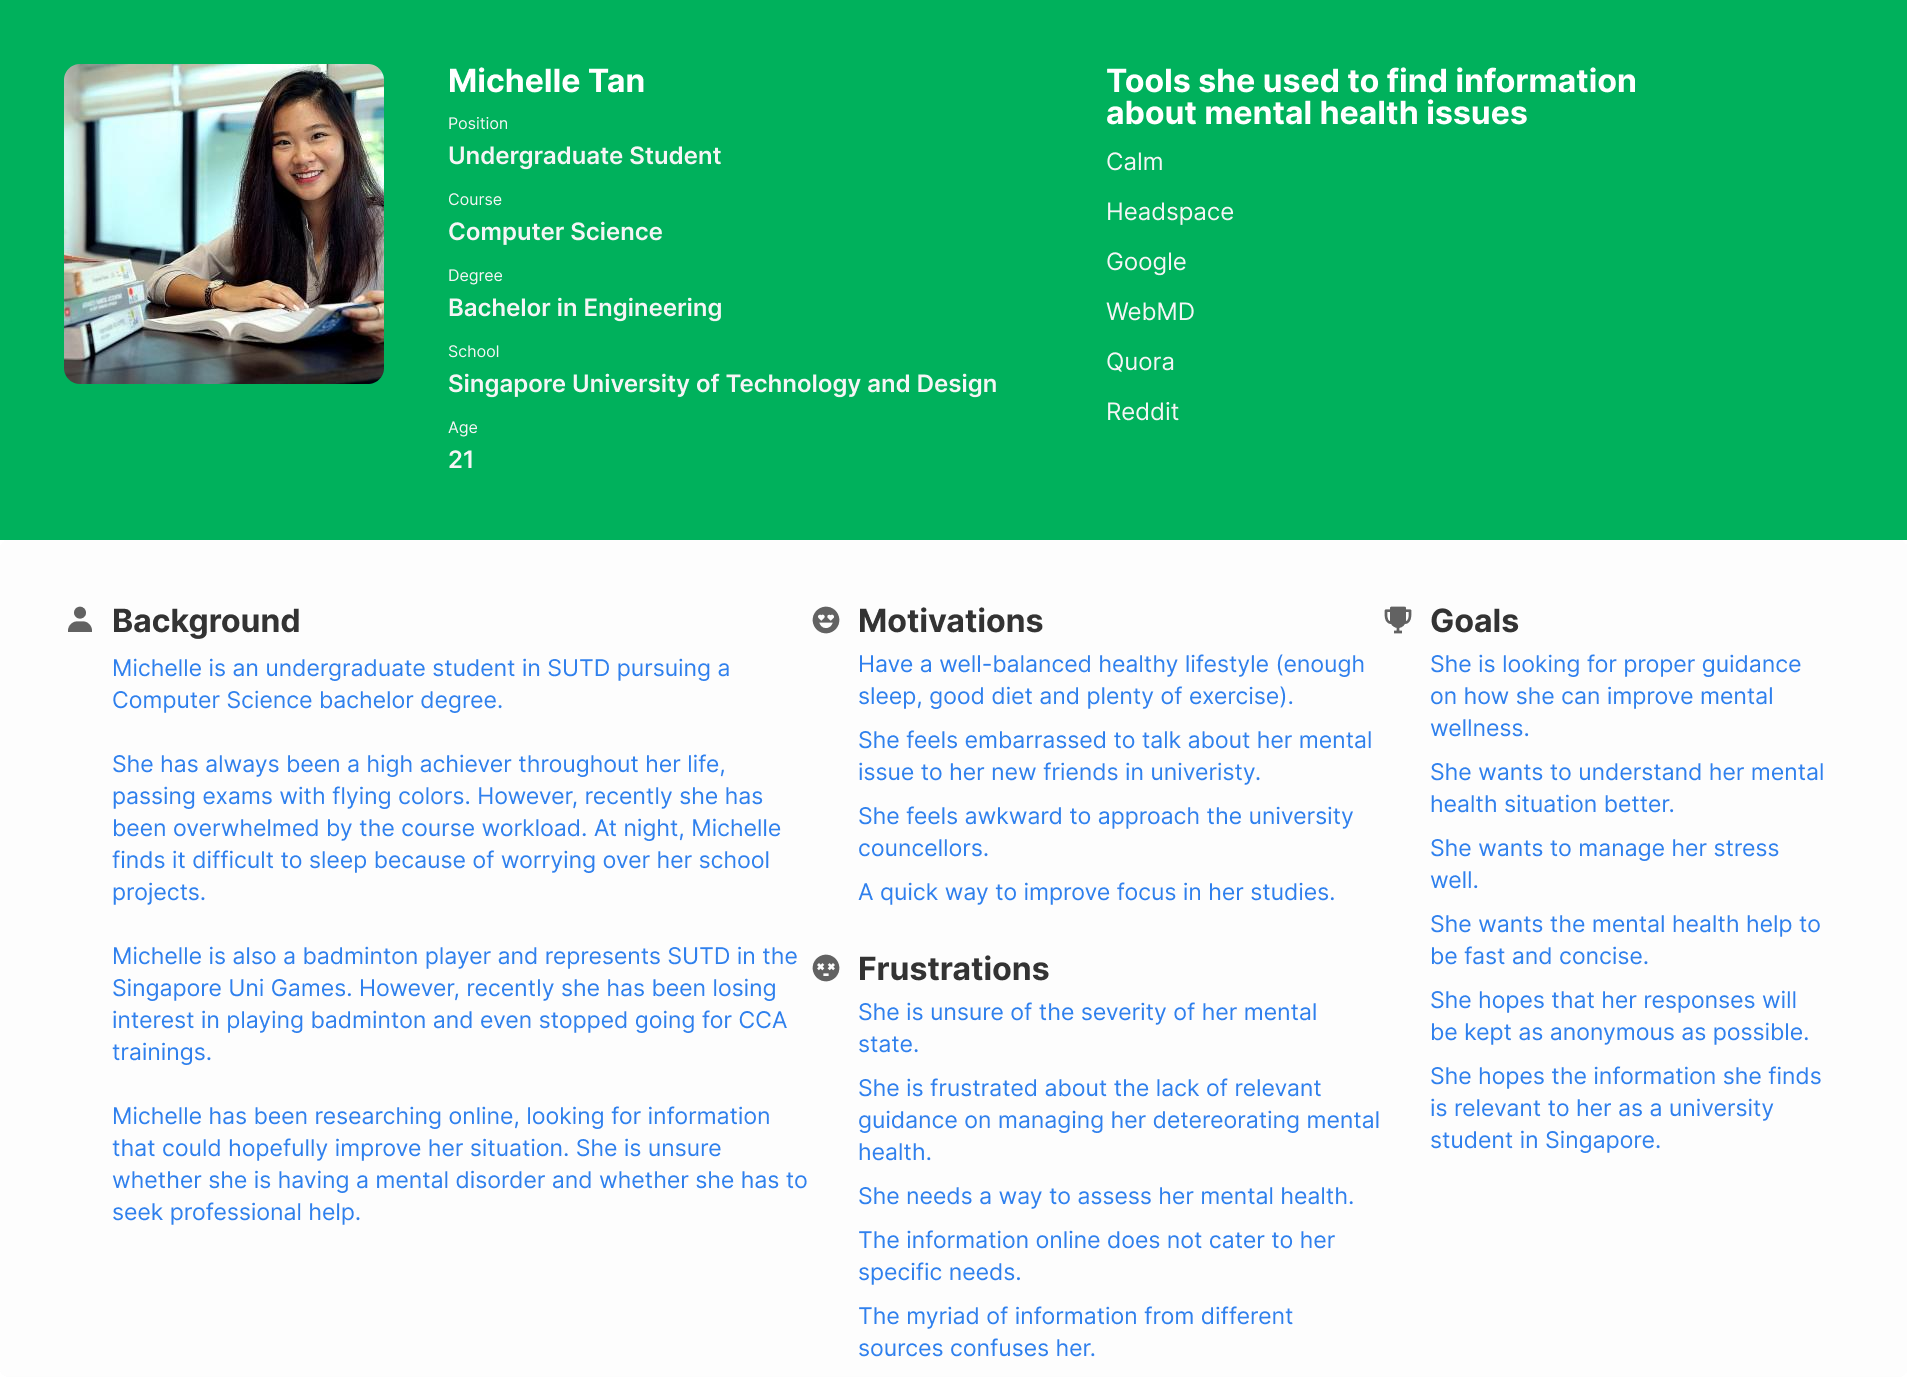 Michelle Tan
Position
Undergraduate Student
Course
Computer Science
Degree
Bachelor in Engineering
School
Singapore University of Technology and Design
Age
21
Tools she used to find information
about mental health issues
Calm
Headspace
Google
WebMD
Quora
Reddit
Background
Michelle is an undergraduate student in SUTD pursuing a
Computer Science bachelor degree.
She has always been a high achiever throughout her life,
passing exams with flying colors. However, recently she has
been overwhelmed by the course workload. At night, Michelle
finds it difficult to sleep because of worrying over her school
projects.
Michelle is also a badminton player and represents SUTD in the
Singapore Uni Games. However, recently she has been losing
interest in playing badminton and even stopped going for CCA
trainings.
Michelle has been researching online, looking for information
that could hopefully improve her situation. She is unsure
whether she is having a mental disorder and whether she has to
seek professional help.
Motivations
Have a well-balanced healthy lifestyle (enough
sleep, good diet and plenty of exercise).
She feels embarrassed to talk about her mental
issue to her new friends in univeristy.
She feels awkward to approach the university
councellors.
A quick way to improve focus in her studies.
Frustrations
She is unsure of the severity of her mental
state.
She is frustrated about the lack of relevant
guidance on managing her detereorating mental
health.
She needs a way to assess her mental health.
The information online does not cater to her
specific needs.
The myriad of information from different
sources confuses her.
Goals
She is looking for proper guidance
on how she can improve mental
wellness.
She wants to understand her mental
health situation better.
She wants to manage her stress
well.
She wants the mental health help to
be fast and concise.
She hopes that her responses will
be kept as anonymous as possible.
She hopes the information she finds
is relevant to her as a university
student in Singapore.